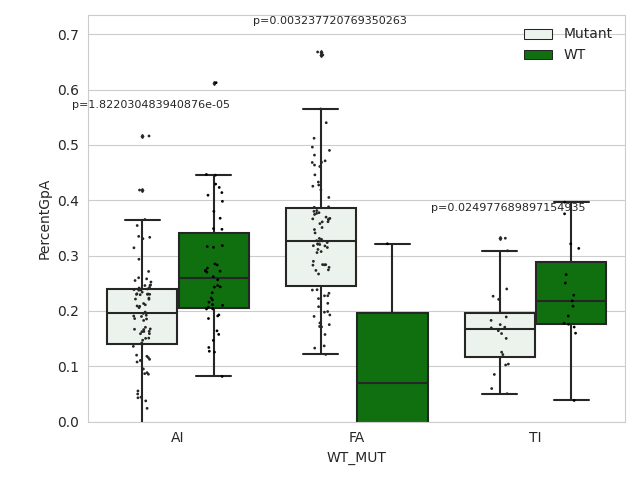 p=0.003237720769350263
Mutant
WT
p=1.822030483940876e-05
p=0.024977689897154935
0.7
0.6
0.5
0.4
0.3
0.2
0.1
0.0
PercentGpA
AI
FA
TI
WT_MUT